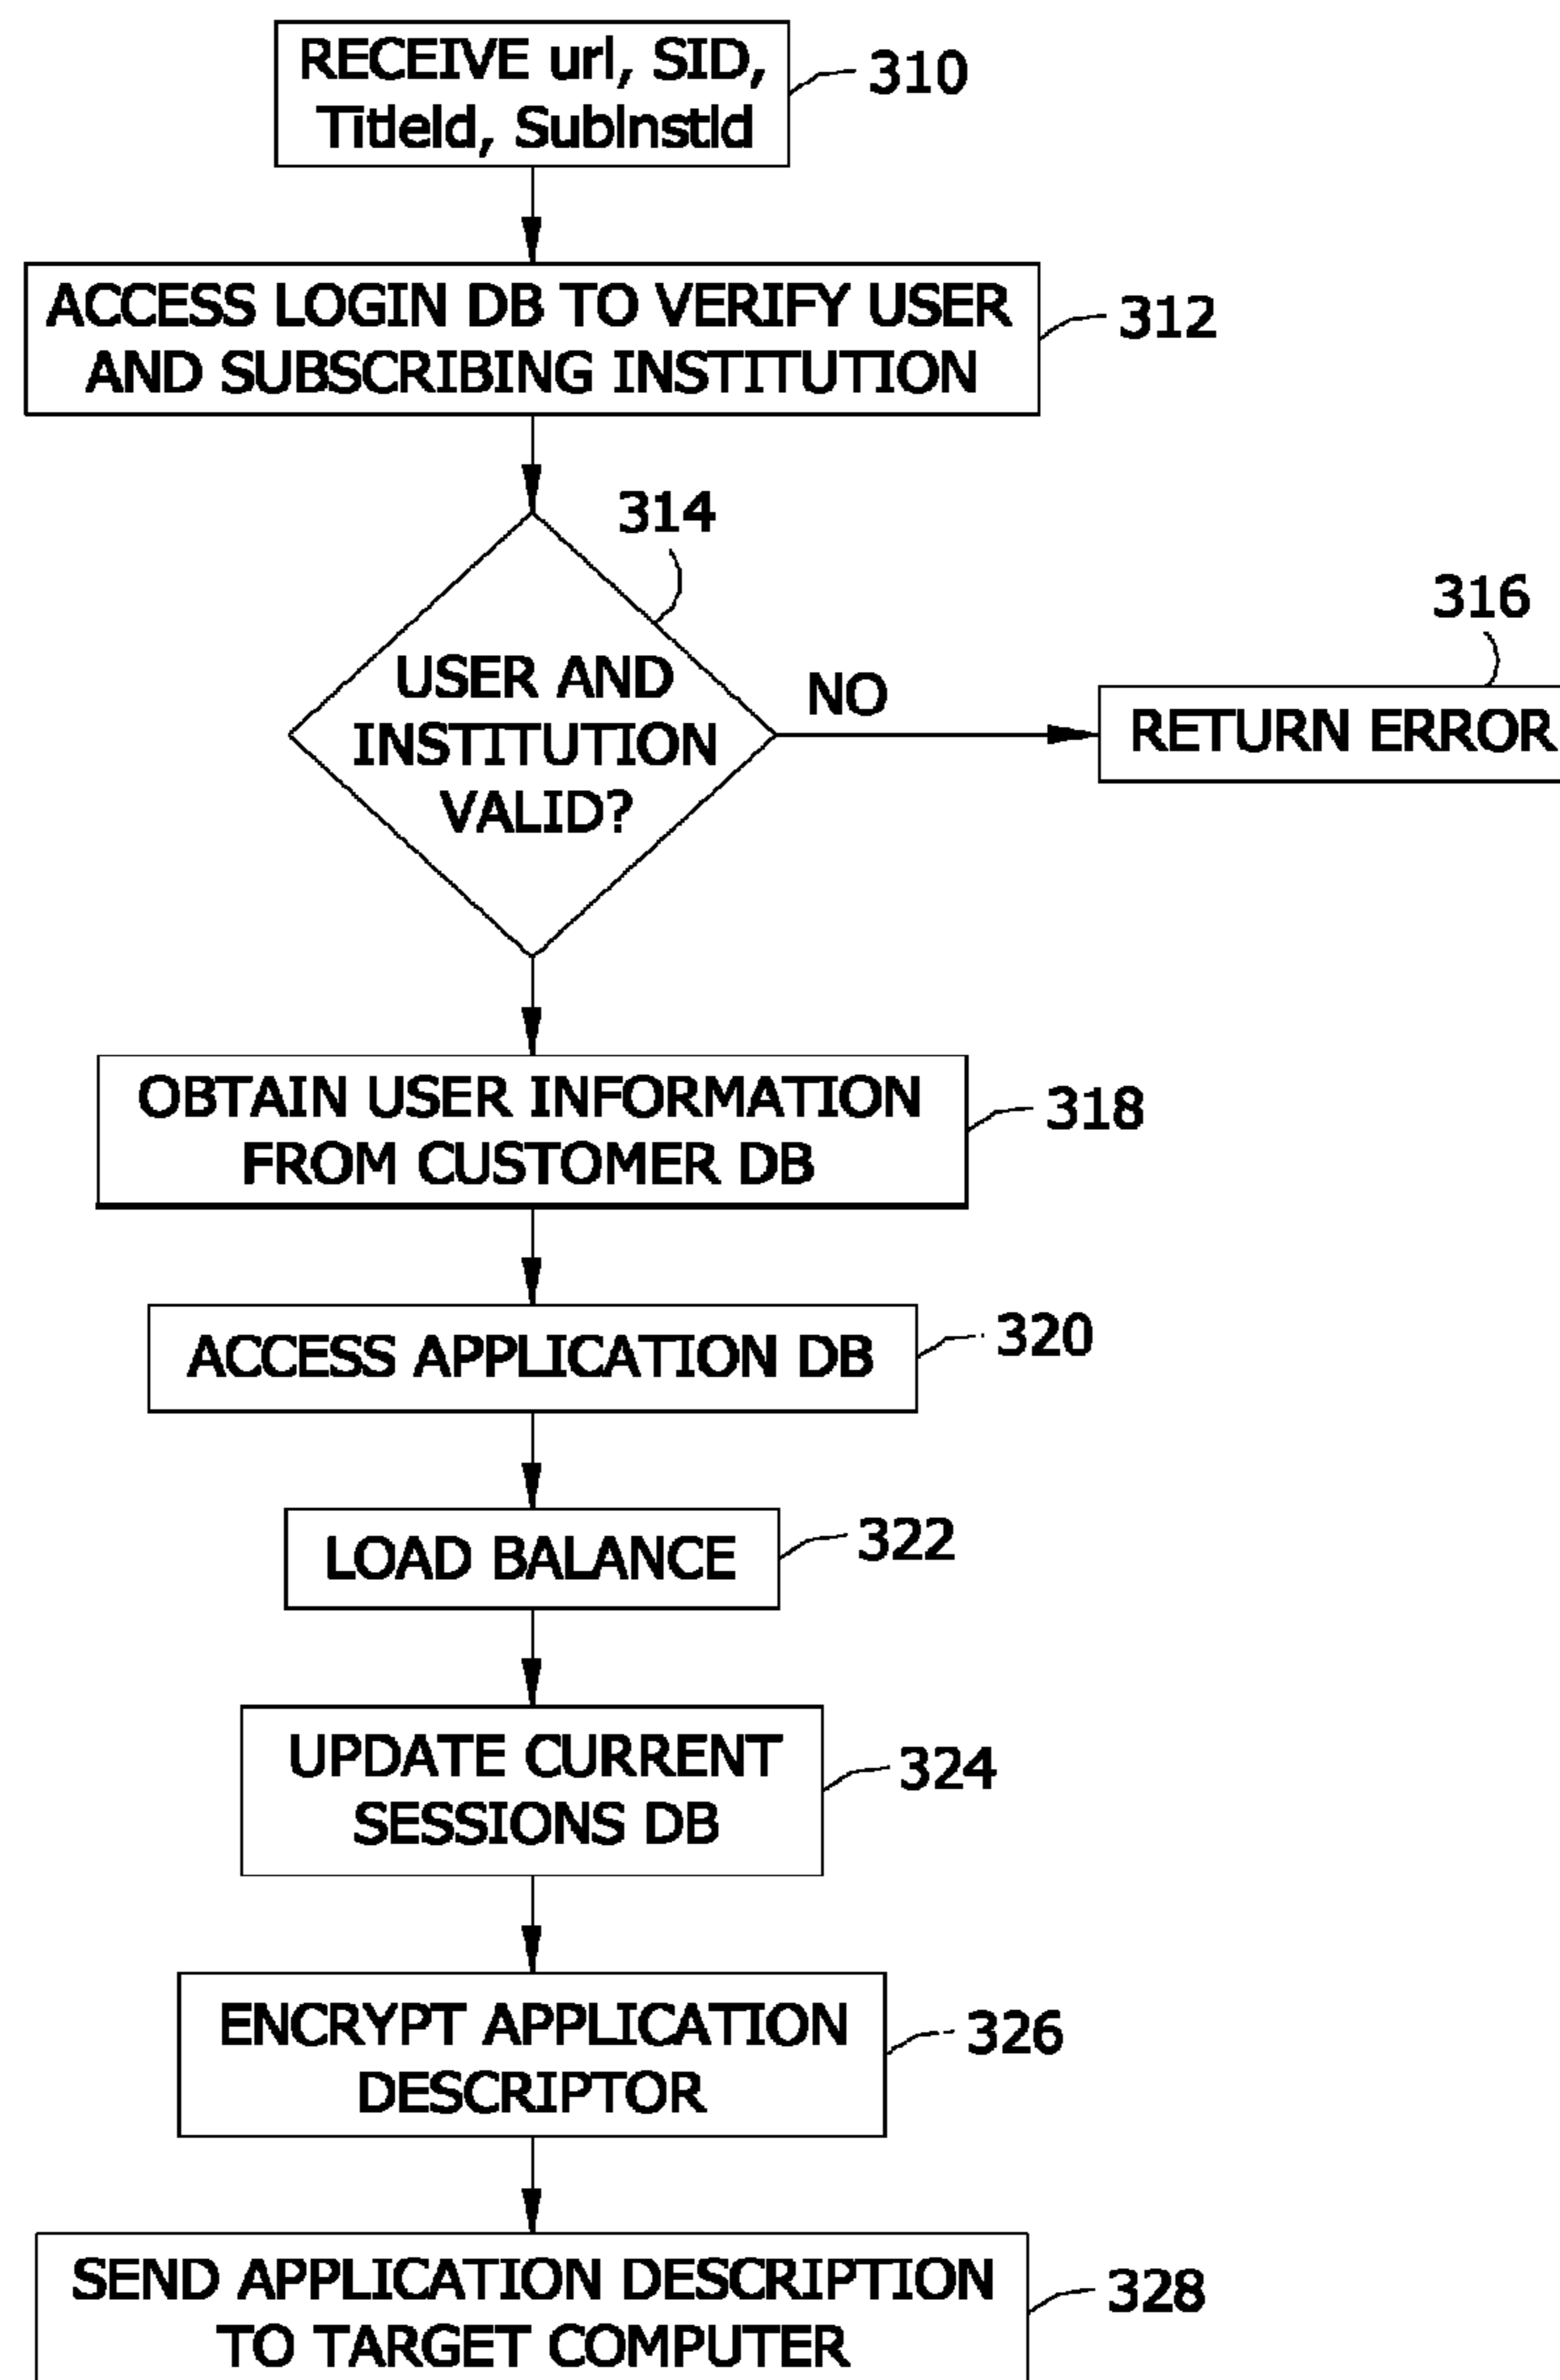 RECEIVE url, SID,
TitleId, SubInstId
310
ACCESS LOGIN DB TO VERIFY USER
AND SUBSCRIBING INSTITUTION
312
314
USER AND
INSTITUTION
VALID?
NO
316
RETURN ERROR
OBTAIN USER INFORMATION
FROM CUSTOMER DB
318
ACCESS APPLICATION DB
320
LOAD BALANCE
322
UPDATE CURRENT
SESSIONS DB
324
ENCRYPT APPLICATION
DESCRIPTOR
326
SEND APPLICATION DESCRIPTION
TO TARGET COMPUTER
328